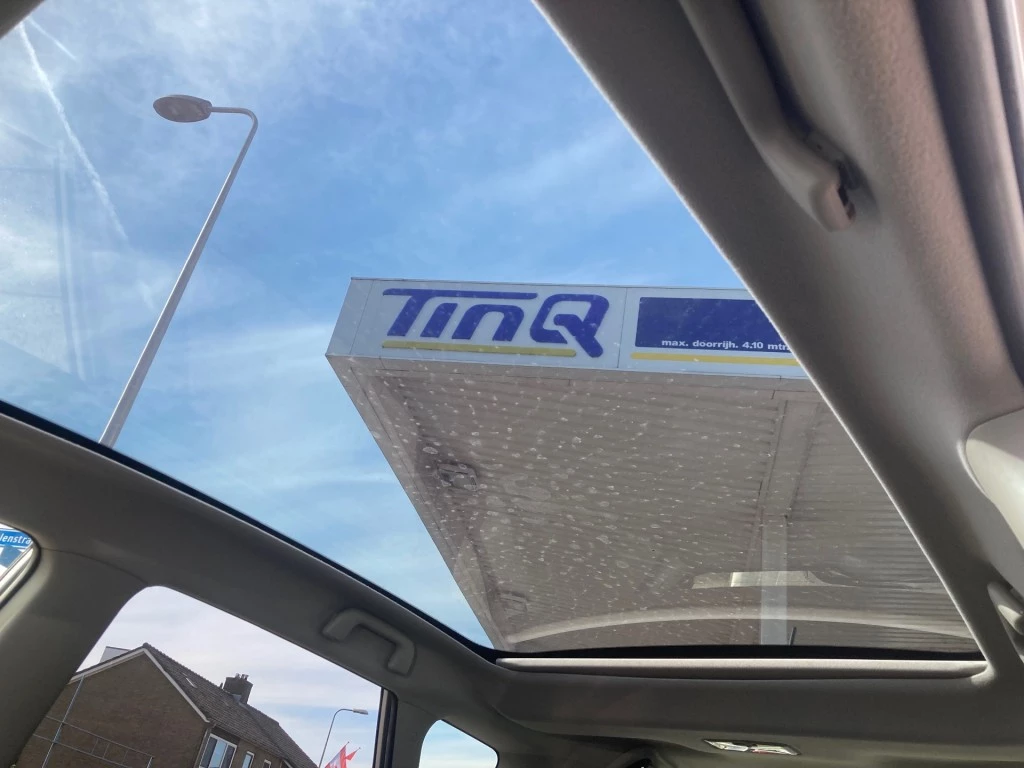 TinQ
max. doorrijh. 4.10 mtr.